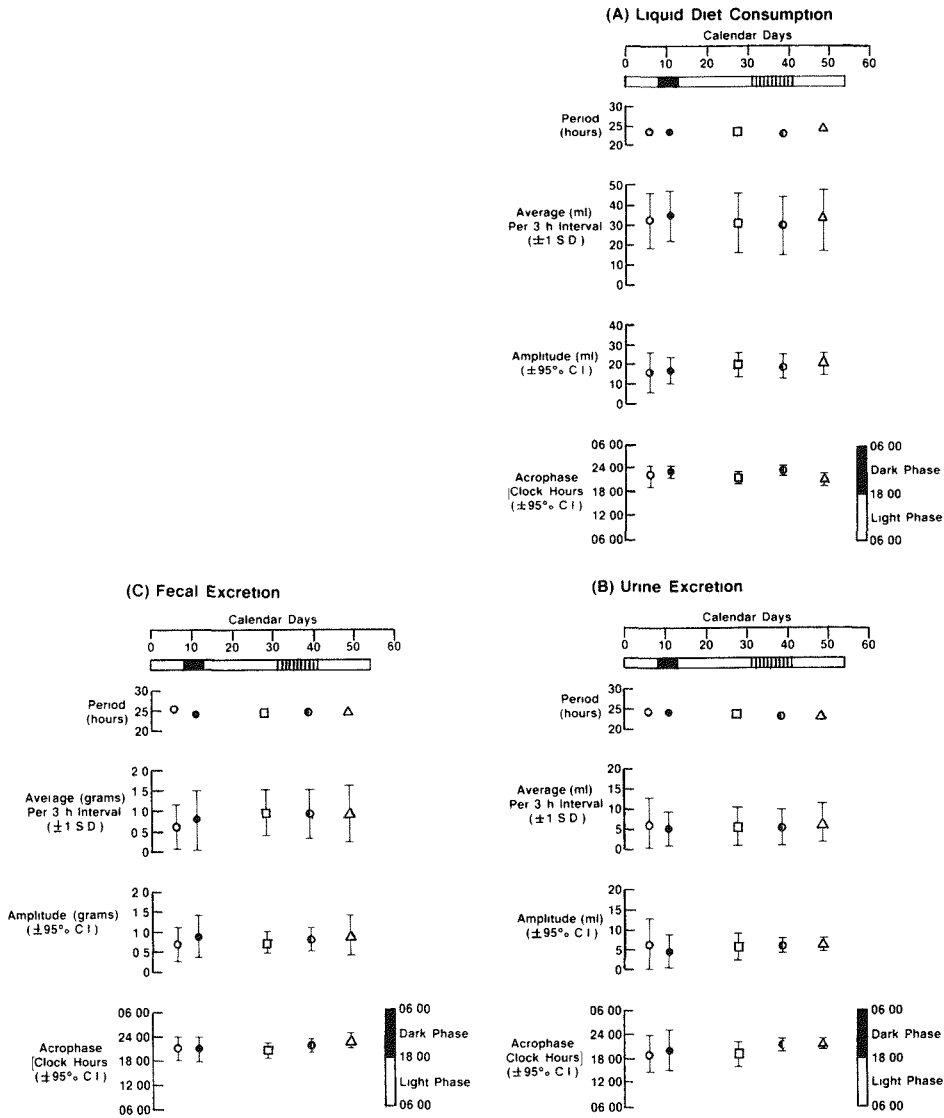 (A) Liquid Diet Consumption
Calendar Days
0 10 20 30 40 50 60
Period
(hours)
30
25
20
Average (ml)
Per 3 h Interval
(±1 S D)
50
40
30
20
10
0
Amplitude (ml)
(±95% C I)
40
30
20
10
0
Acrophase
[Clock Hours
(±95% C I)
06 00
24 00
18 00
12 00
06 00
06 00
Dark Phase
18 00
Light Phase
06 00
(C) Fecal Excretion
Calendar Days
0 10 20 30 40 50 60
Period
(hours)
30
25
20
Average (grams)
Per 3 h Interval
(±1 S D)
2 0
1 5
1 0
0 5
0
Amplitude (grams)
(±95% C I)
2 0
1 5
1 0
0 5
0
Acrophase
[Clock Hours
(±95% C I)
06 00
24 00
18 00
12 00
06 00
06 00
Dark Phase
18 00
Light Phase
06 00
(B) Urine Excretion
Calendar Days
0 10 20 30 40 50 60
Period
(hours)
30
25
20
Average (ml)
Per 3 h Interval
(±1 S D)
20
15
10
5
0
Amplitude (ml)
(±95% C I)
20
15
10
5
0
Acrophase
Clock Hours]
(±95% C I)
06 00
24 00
18 00
12 00
06 00
06 00
Dark Phase
18 00
Light Phase
06 00